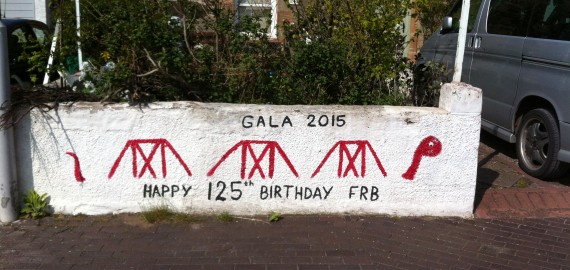 GALA 2015
HAPPY 125th BIRTHDAY FRB